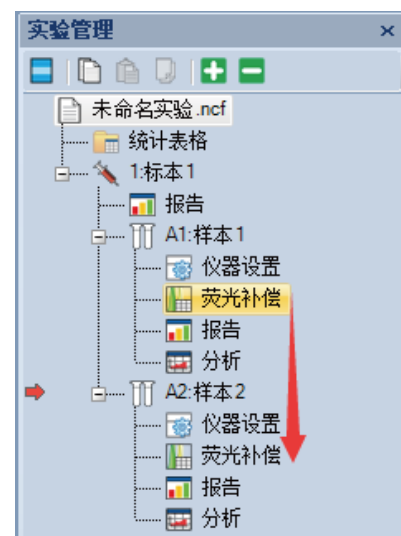 实验管理
未命名实验.ncf
统计表格
1:标本1
报告
A1:样本1
仪器设置
荧光补偿
报告
分析
A2:样本2
仪器设置
荧光补偿
报告
分析